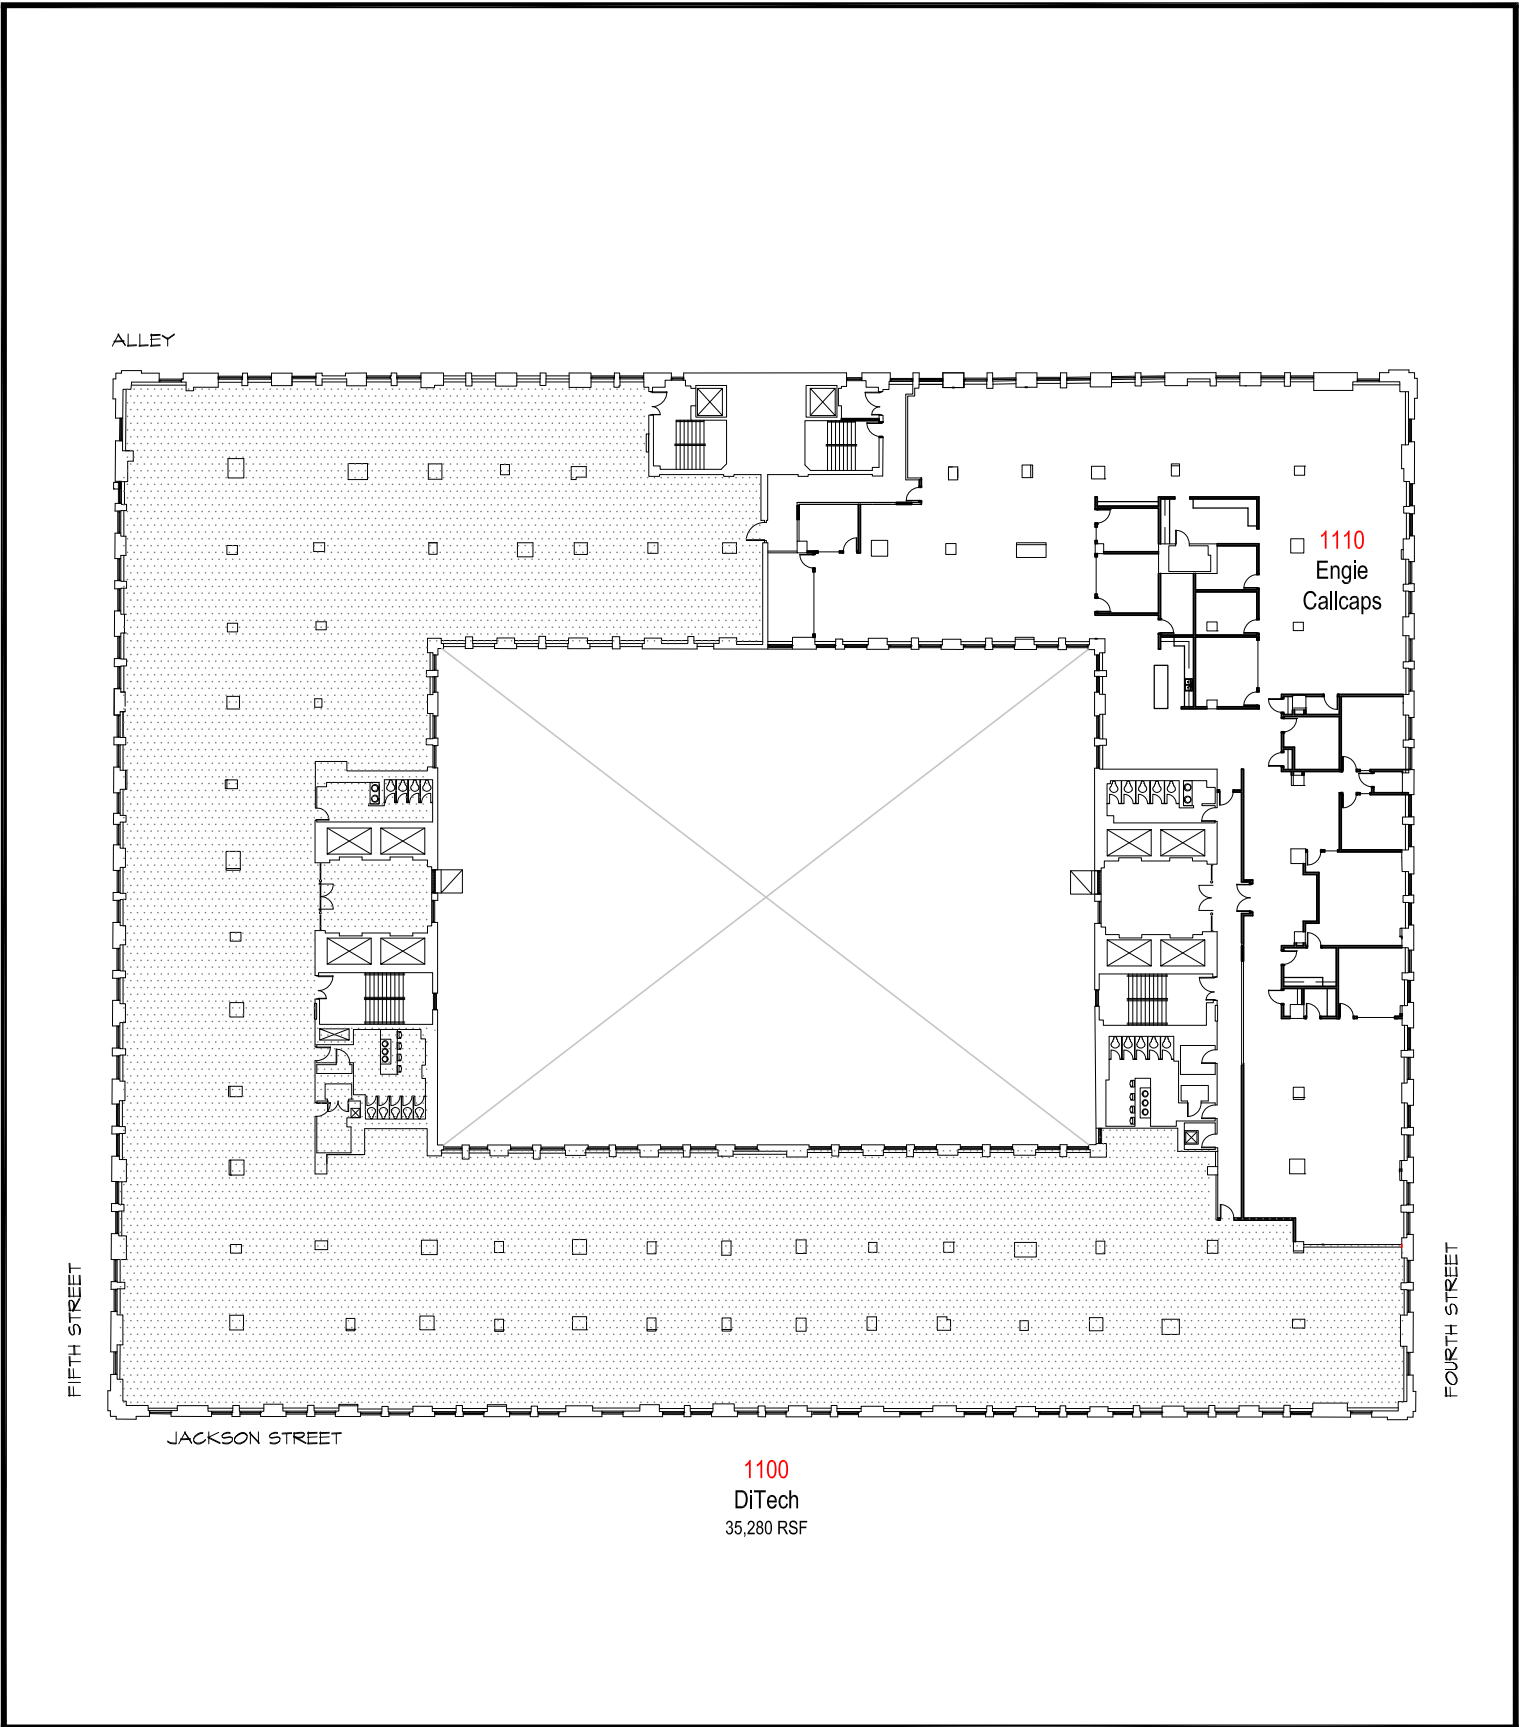 ALLEY
1110
Engie
Callcaps
FIFTH STREET
FOURTH STREET
JACKSON STREET
1100
DiTech
35,280 RSF